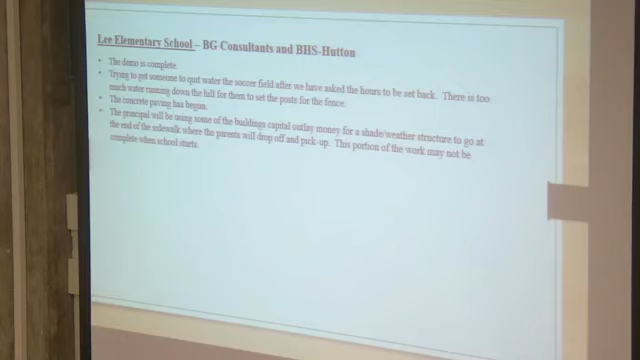 Lee Elementary School – BG Consultants and BHS-Hutton
• The demo is complete.
• Trying to get someone to quit water the soccer field after we have asked the hours to be set back. There is too
much water running down the hill for them to set the posts for the fence.
• The concrete paving has begun.
• The principal will be using some of the buildings capital outlay money for a shade/weather structure to go at
the end of the sidewalk where the parents will drop off and pick-up. This portion of the work may not be
complete when school starts.